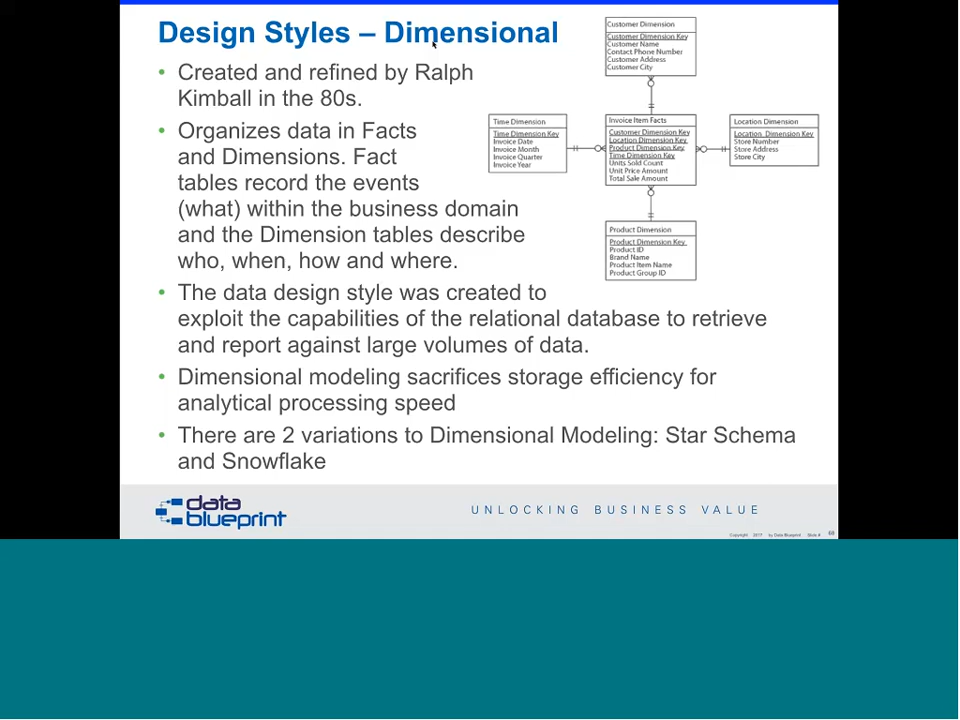 Design Styles – Dimensional
• Created and refined by Ralph
Kimball in the 80s.
• Organizes data in Facts
and Dimensions. Fact
tables record the events
(what) within the business domain
and the Dimension tables describe
who, when, how and where.
• The data design style was created to
exploit the capabilities of the relational database to retrieve
and report against large volumes of data.
• Dimensional modeling sacrifices storage efficiency for
analytical processing speed
• There are 2 variations to Dimensional Modeling: Star Schema
and Snowflake
Customer Dimension
Customer Dimension Key
Customer Name
Contact Phone Number
Customer Address
Customer City
Time Dimension
Time Dimension Key
Invoice Date
Invoice Month
Invoice Quarter
Invoice Year
Invoice Item Facts
Customer Dimension Key
Location Dimension Key
Product Dimension Key
Time Dimension Key
Units Sold Count
Unit Price Amount
Total Sale Amount
Location Dimension
Location Dimension Key
Store Number
Store Address
Store City
Product Dimension
Product Dimension Key
Product ID
Brand Name
Product Item Name
Product Group ID
data
blueprint
UNLOCKING BUSINESS VALUE
Copyright 2017 by Data Blueprint Slide #